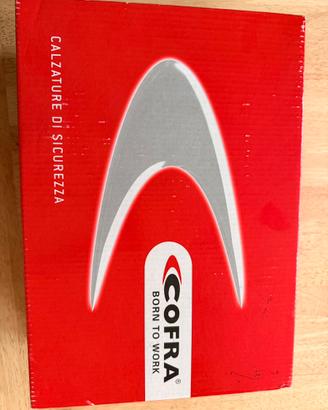 CALZATURE DI SICUREZZA
COFRA®
BORN TO WORK